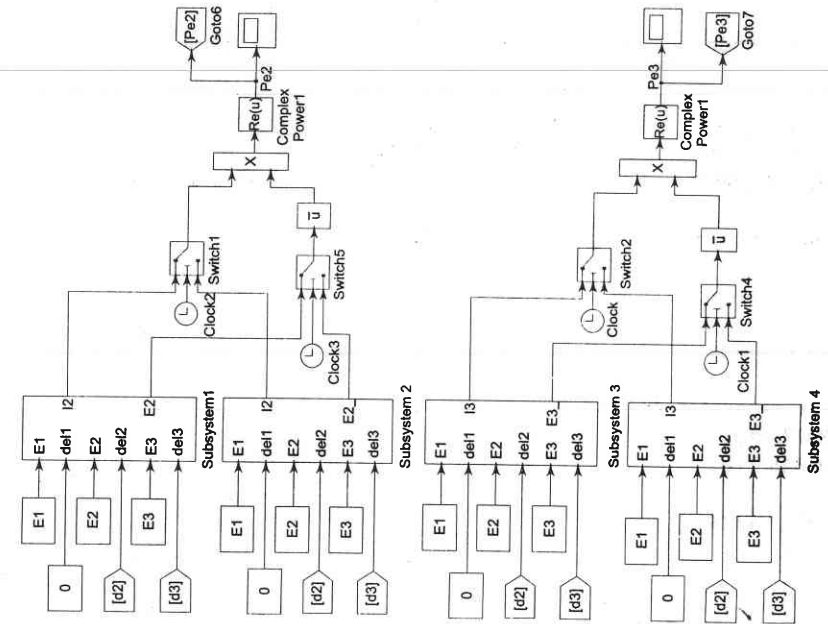 [Pe2]
Goto6
Pe2
Re(u)
Complex
Power1
X
u
Switch1
Switch5
Clock2
Clock3
I2
E2
E1
del1
E2
del2
E3
del3
Subsystem1
I2
E2_
E1
del1
E2
del2
E3
del3
Subsystem 2
E1
0
E2
[d2]
E3
[d3]
E1
0
E2
[d2]
E3
[d3]
[Pe3]
Goto7
Pe3
Re(u)
Complex
Power1
X
u
Switch2
Switch4
Clock
Clock1
I3
E3_
E1
del1
E2
del2
E3
del3
Subsystem 3
I3
E3_
E1
del1
E2
del2
E3
del3
Subsystem 4
E1
0
E2
[d2]
E3
[d3]
E1
0
E2
[d2]
E3
[d3]